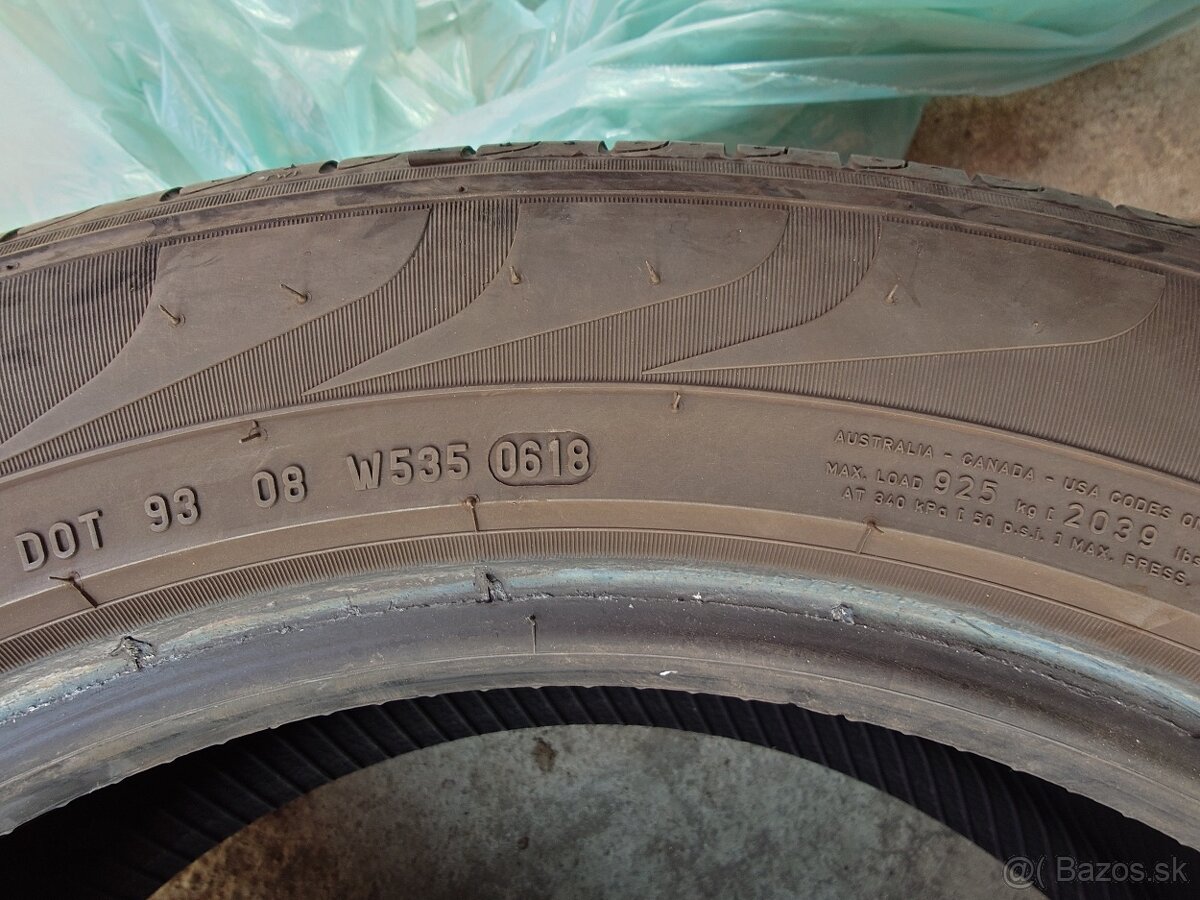 DOT 93 08 W535 0618
AUSTRALIA - CANADA - USA CODES
MAX. LOAD 925 kg [ 2039 lbs
AT 340 kPa [ 50 p.s.i. ] MAX. PRESS.
@( Bazos.sk